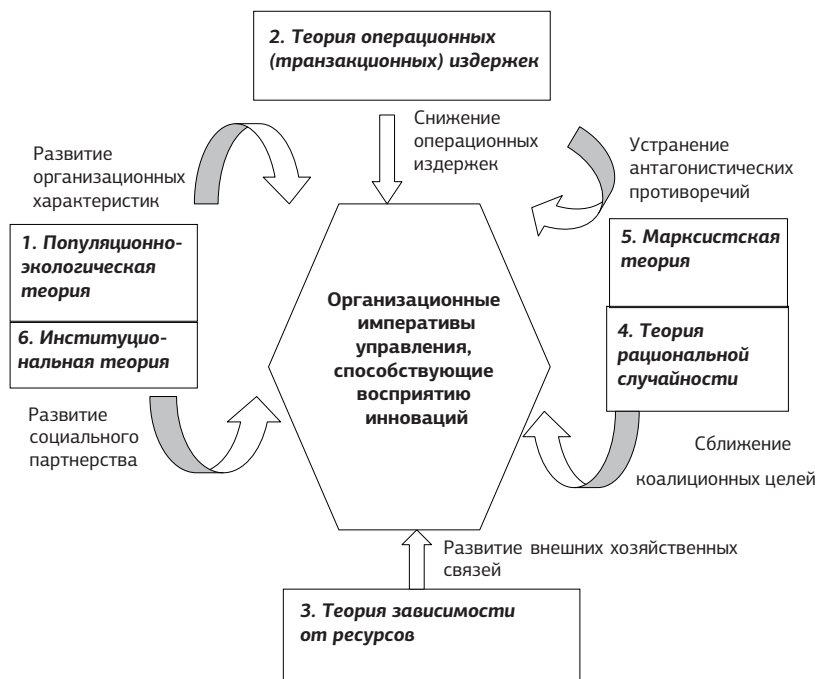 2. Теория операционных
(транзакционных) издержек
Снижение
операционных
издержек
Развитие
организационных
характеристик
Устранение
антагонистических
противоречий
1. Популяционно-
экологическая
теория
6. Институцио-
нальная теория
Организационные
императивы
управления,
способствующие
восприятию
инноваций
5. Марксистская
теория
4. Теория
рациональной
случайности
Развитие
социального
партнерства
Сближение
коалиционных целей
Развитие внешних хозяйственных
связей
3. Теория зависимости
от ресурсов